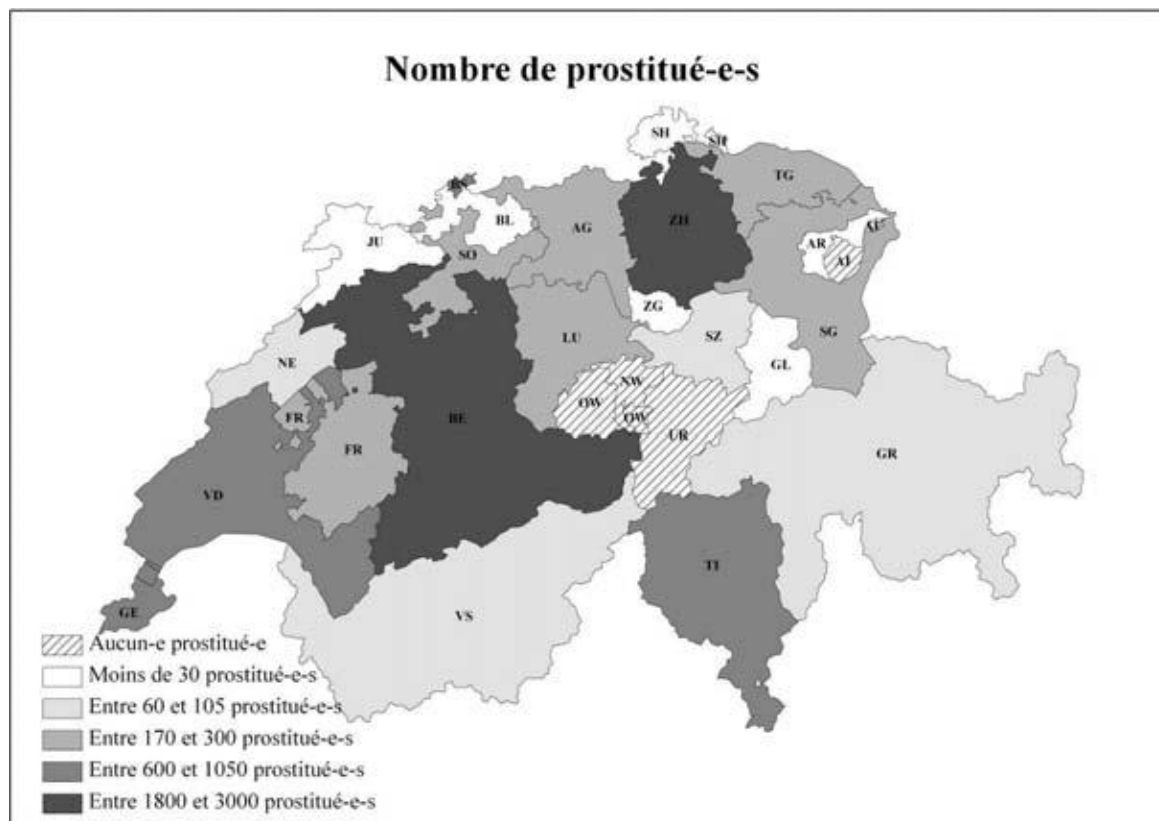 Nombre de prostitué-e-s
SH
SH
TG
BS
BL
AG
ZH
JU
SO
AR
AI
ZG
LU
SZ
SG
NE
GL
NW
OW
OW
FR
BE
UR
FR
GR
VD
TI
GE
VS
Aucun-e prostitué-e
Moins de 30 prostitué-e-s
Entre 60 et 105 prostitué-e-s
Entre 170 et 300 prostitué-e-s
Entre 600 et 1050 prostitué-e-s
Entre 1800 et 3000 prostitué-e-s